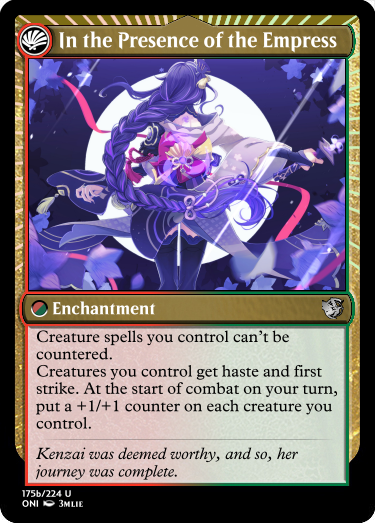 In the Presence of the Empress
Enchantment
Creature spells you control can't be
countered.
Creatures you control get haste and first
strike. At the start of combat on your turn,
put a +1/+1 counter on each creature you
control.
Kenzai was deemed worthy, and so, her
journey was complete.
175b/224 U
ONI 3MLIE